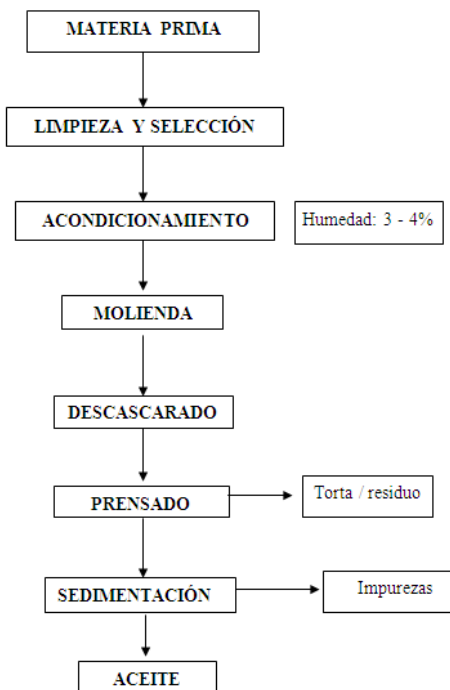 MATERIA PRIMA
LIMPIEZA Y SELECCIÓN
ACONDICIONAMIENTO
Humedad: 3 - 4%
MOLIENDA
DESCASCARADO
PRENSADO
Torta / residuo
SEDIMENTACIÓN
Impurezas
ACEITE